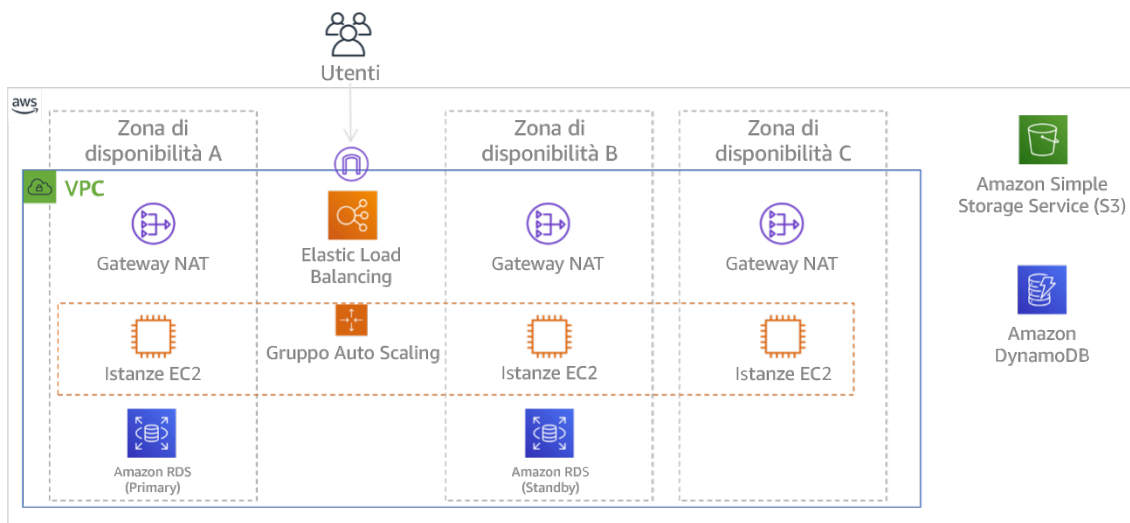 Utenti
aws
Zona di
disponibilità A
Zona di
disponibilità B
Zona di
disponibilità C
VPC
Gateway NAT
Elastic Load
Balancing
Gateway NAT
Gateway NAT
Amazon Simple
Storage Service (S3)
Gruppo Auto Scaling
Istanze EC2
Istanze EC2
Istanze EC2
Amazon
DynamoDB
Amazon RDS
(Primary)
Amazon RDS
(Standby)